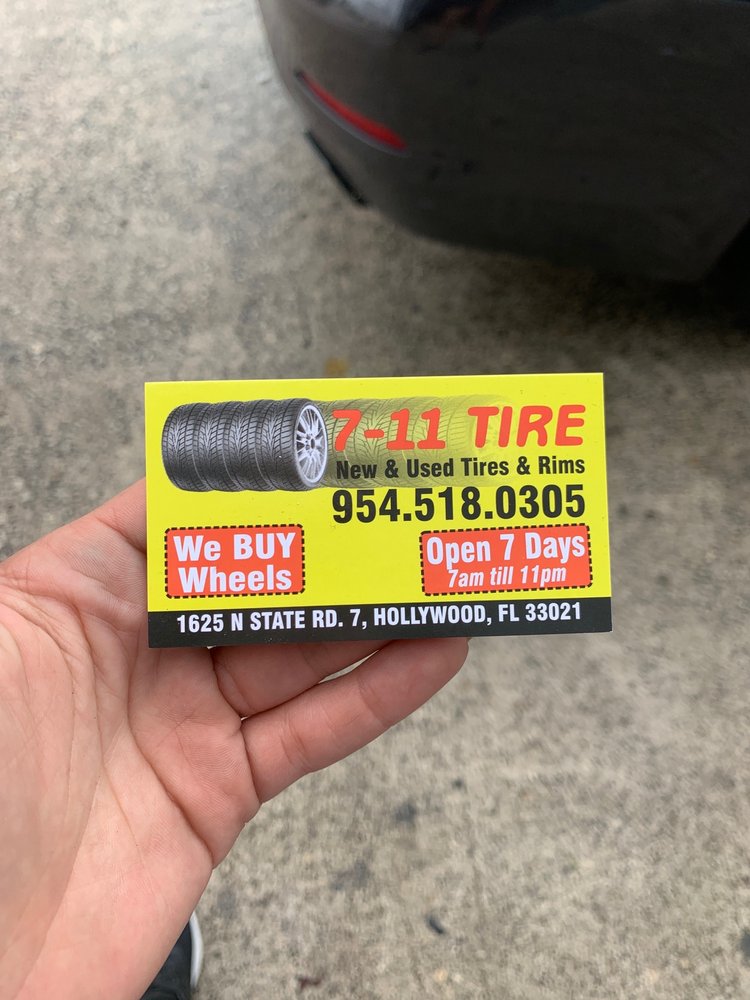 7-11 TIRE
New & Used Tires & Rims
954.518.0305
We BUY
Wheels
Open 7 Days
7am till 11pm
1625 N STATE RD. 7, HOLLYWOOD, FL 33021